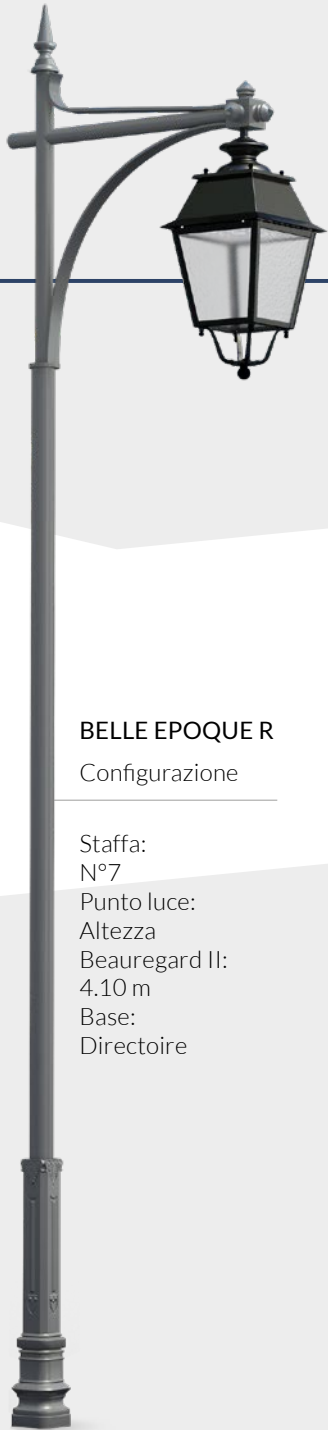 BELLE EPOQUE R
Configurazione
Staffa:
N°7
Punto luce:
Altezza
Beauregard II:
4.10 m
Base:
Directoire